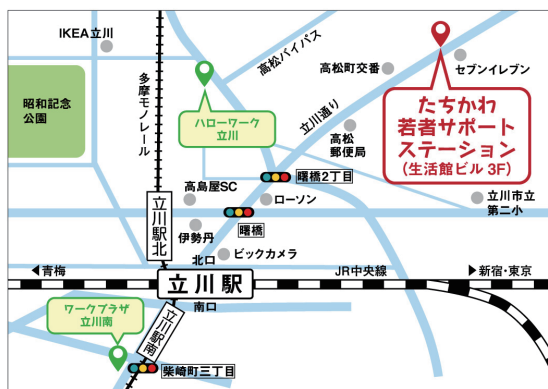 IKEA立川
昭和記念
公園
多摩モノレール
ハローワーク
立川
高松バイパス
立川通り
高松町交番
セブンイレブン
たちかわ
若者サポート
ステーション
(生活館ビル 3F)
高松
郵便局
曙橋2丁目
高島屋SC
ローソン
立川市立
第二小
伊勢丹
曙橋
立川駅北
北口
ビックカメラ
青梅
立川駅
JR中央線
新宿・東京
南口
ワークプラザ
立川南
立川駅南
柴崎町三丁目